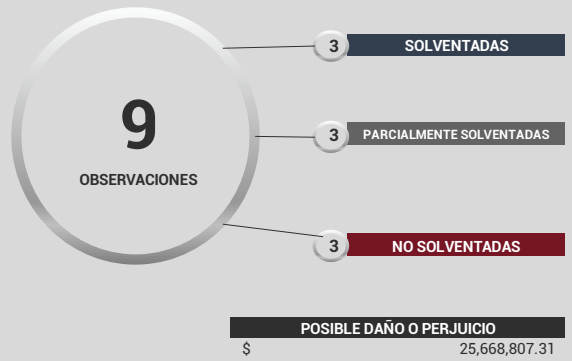 9
OBSERVACIONES
3 SOLVENTADAS
3 PARCIALMENTE SOLVENTADAS
3 NO SOLVENTADAS
POSIBLE DAÑO O PERJUICIO
$ 25,668,807.31